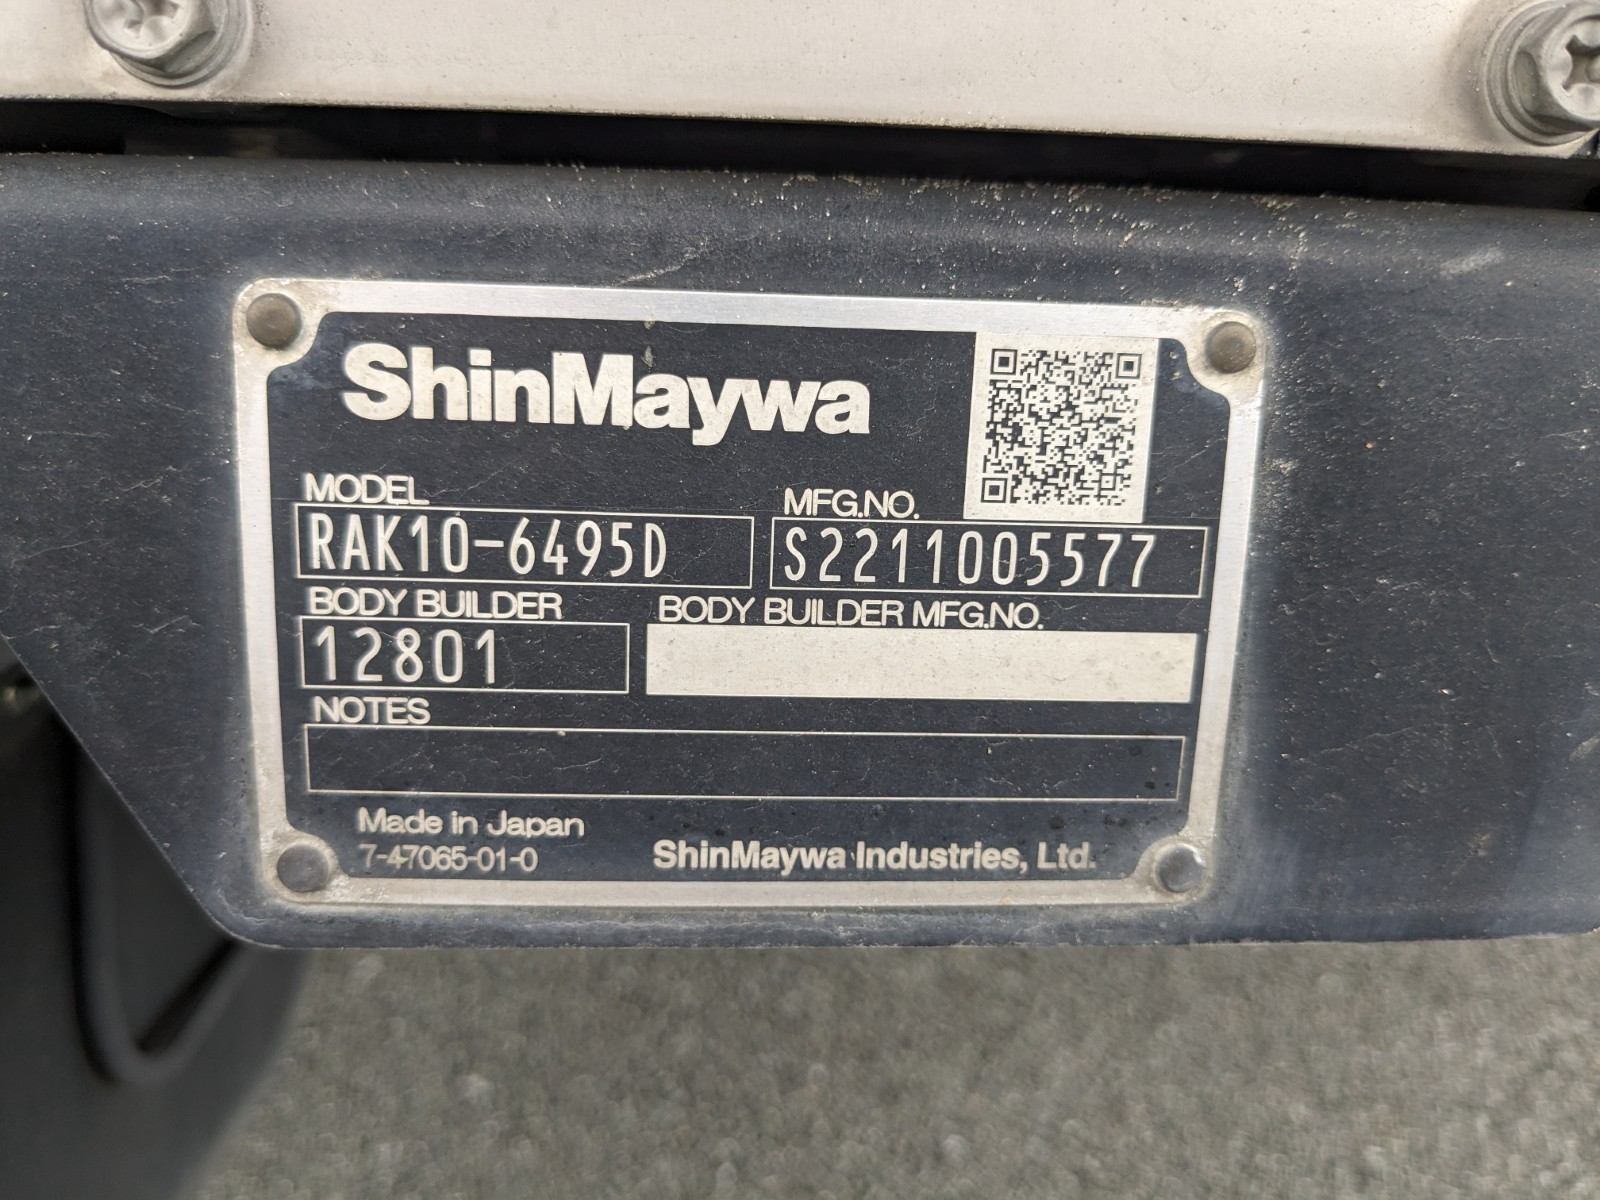 ShinMaywa
MODEL
RAK10-6495D
MFG.NO.
S2211005577
BODY BUILDER
12801
BODY BUILDER MFG.NO.
NOTES
Made in Japan
7-47065-01-0
ShinMaywa Industries, Ltd.